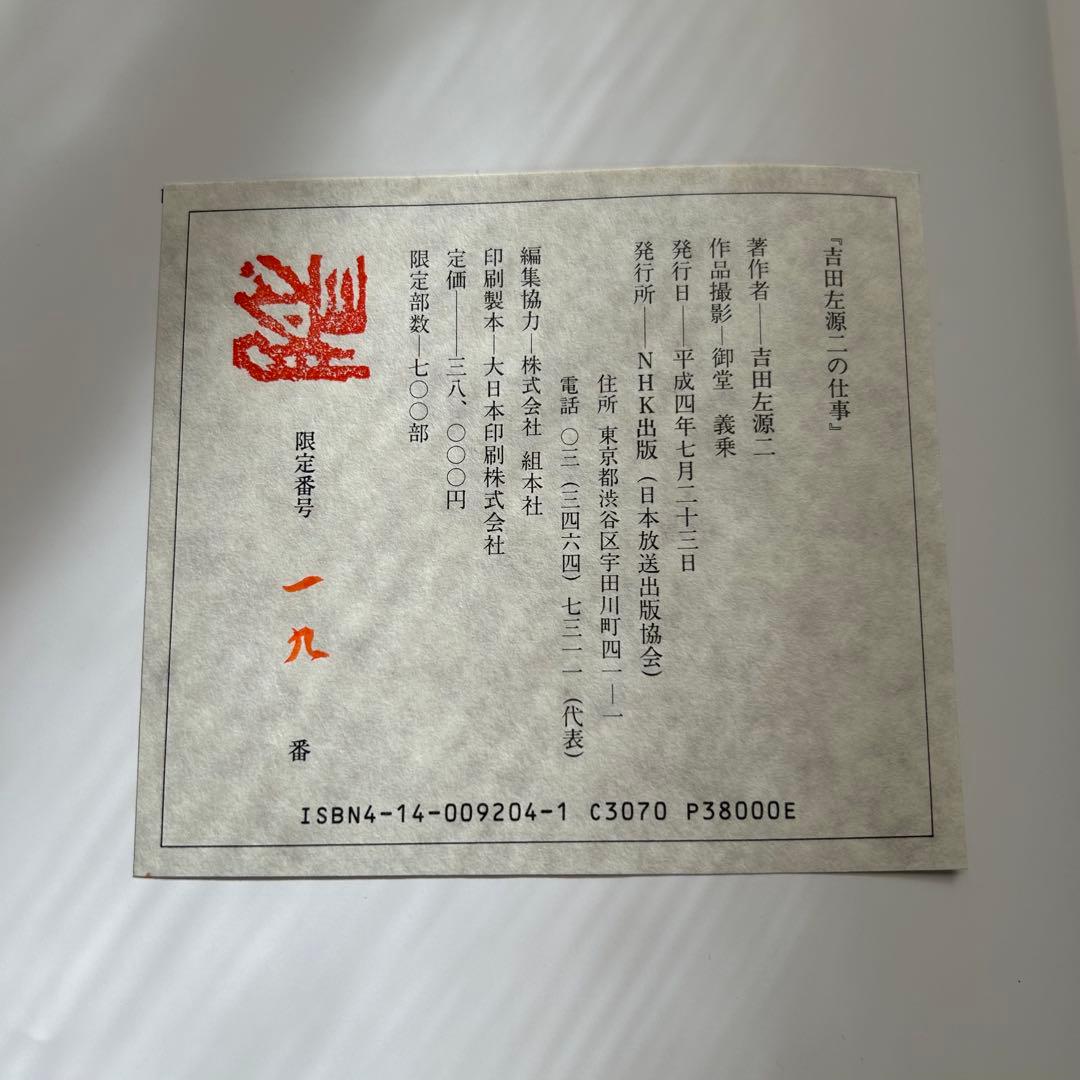 『吉田左源二の仕事』
著作者――吉田左源二
作品撮影―御堂 義乗
発行日――平成四年七月二十三日
発行所――NHK出版（日本放送出版協会）
住所 東京都渋谷区宇田川町四一―一
電話 〇三（三四六四）七三一一（代表）
編集協力―株式会社 組本社
印刷製本―大日本印刷株式会社
定価――三八、〇〇〇円
限定部数―七〇〇部
限定番号 一九 番
ISBN4-14-009204-1 C3070 P38000E